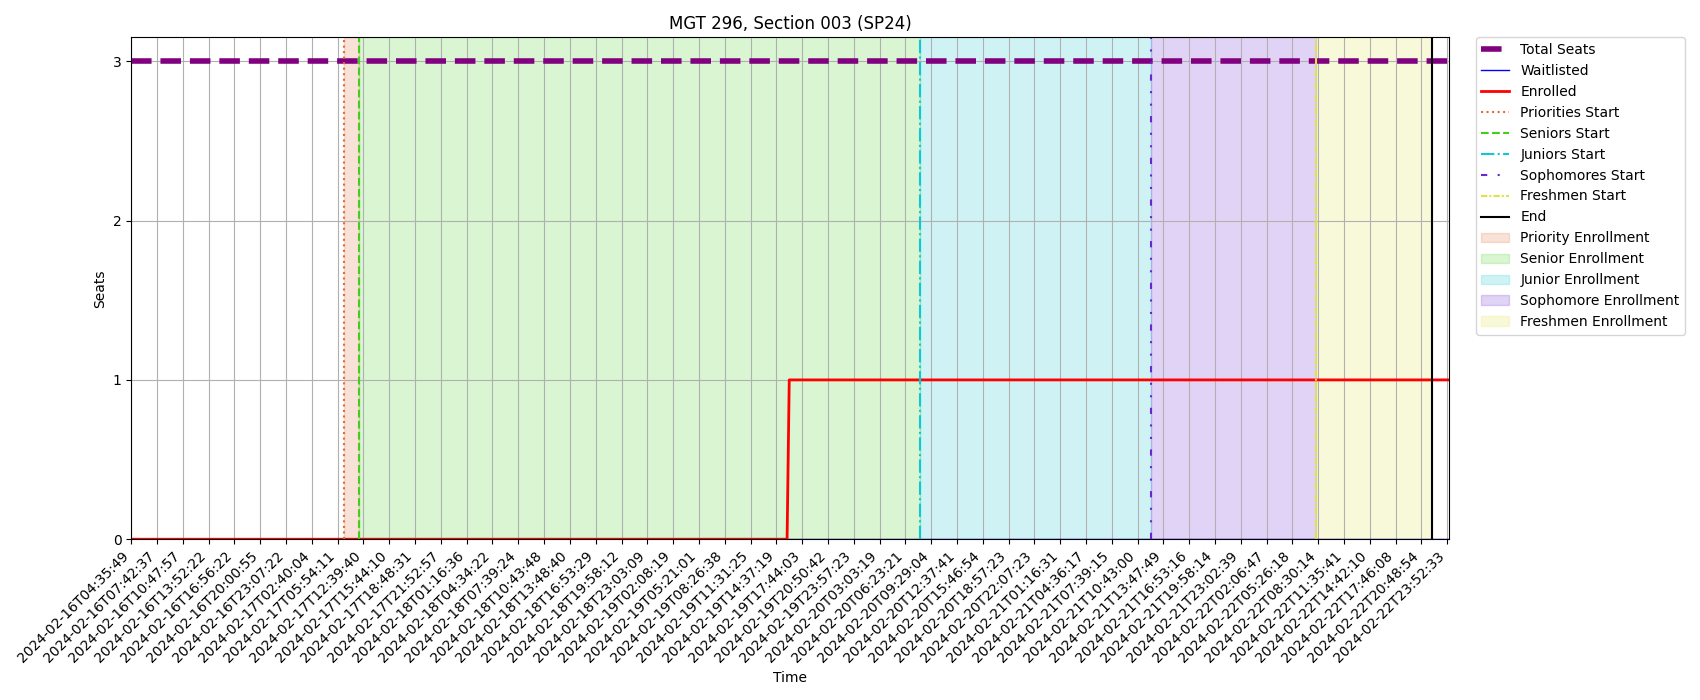 MGT 296, Section 003 (SP24)
3
2
1
0
Seats
2024-02-16T04:35:49
2024-02-16T07:42:37
2024-02-16T10:47:57
2024-02-16T13:52:22
2024-02-16T16:56:22
2024-02-16T20:00:55
2024-02-16T23:07:22
2024-02-17T02:40:04
2024-02-17T05:54:11
2024-02-17T12:39:40
2024-02-17T15:44:10
2024-02-17T18:48:31
2024-02-17T21:52:57
2024-02-18T01:16:36
2024-02-18T04:34:22
2024-02-18T07:39:24
2024-02-18T10:43:48
2024-02-18T13:48:40
2024-02-18T16:53:29
2024-02-18T19:58:12
2024-02-18T23:03:09
2024-02-19T02:08:19
2024-02-19T05:21:01
2024-02-19T08:26:38
2024-02-19T11:31:25
2024-02-19T14:37:19
2024-02-19T17:44:03
2024-02-19T20:50:42
2024-02-19T23:57:23
2024-02-20T03:03:19
2024-02-20T06:23:21
2024-02-20T09:29:04
2024-02-20T12:37:41
2024-02-20T15:46:54
2024-02-20T18:57:23
2024-02-20T22:07:23
2024-02-21T01:16:31
2024-02-21T04:36:17
2024-02-21T07:39:15
2024-02-21T10:43:00
2024-02-21T13:47:49
2024-02-21T16:53:16
2024-02-21T19:58:14
2024-02-21T23:02:39
2024-02-22T02:06:47
2024-02-22T05:26:18
2024-02-22T08:30:14
2024-02-22T11:35:41
2024-02-22T14:42:10
2024-02-22T17:46:08
2024-02-22T20:48:54
2024-02-22T23:52:33
Time
Total Seats
Waitlisted
Enrolled
Priorities Start
Seniors Start
Juniors Start
Sophomores Start
Freshmen Start
End
Priority Enrollment
Senior Enrollment
Junior Enrollment
Sophomore Enrollment
Freshmen Enrollment